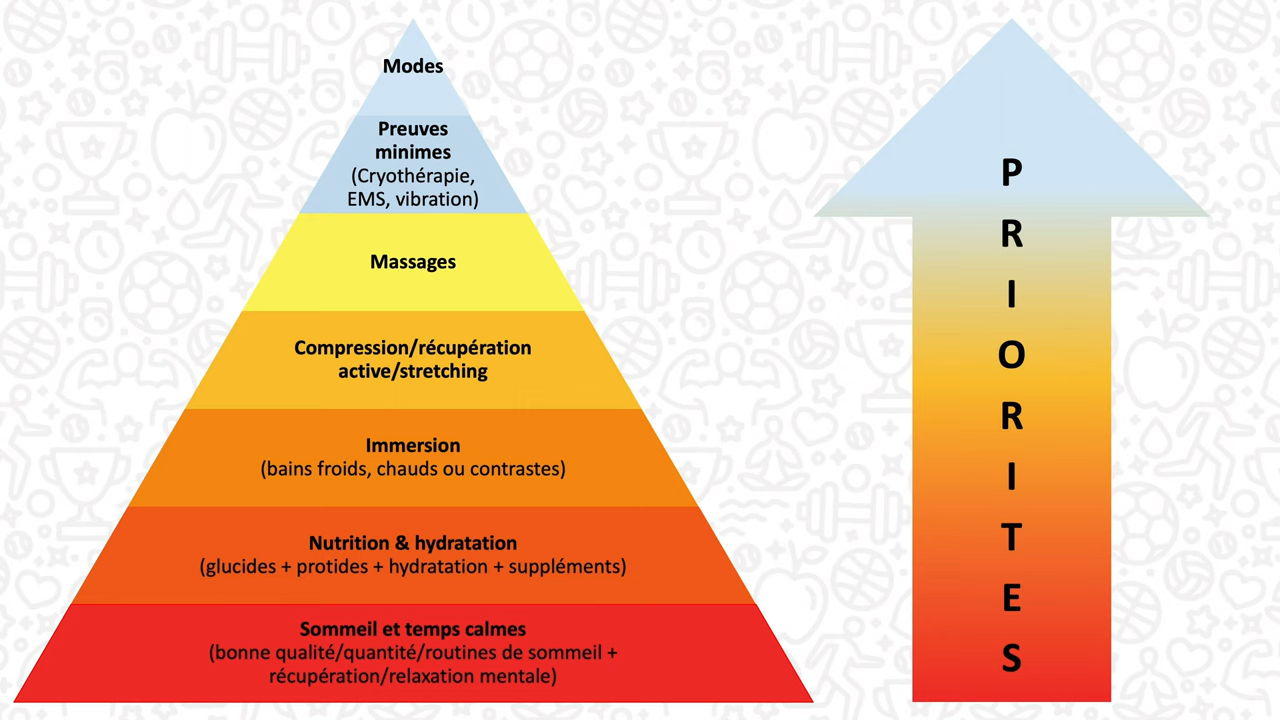 Modes
Preuves
minimes
(Cryothérapie,
EMS, vibration)
Massages
Compression/récupération
active/stretching
Immersion
(bains froids, chauds ou contrastes)
Nutrition & hydratation
(glucides + protides + hydratation + suppléments)
Sommeil et temps calmes
(bonne qualité/quantité/routines de sommeil +
récupération/relaxation mentale)
P
R
I
O
R
I
T
E
S